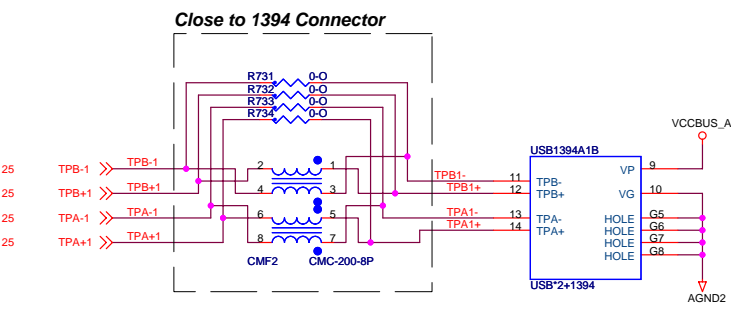 Close to 1394 Connector
R731 0-O
R732 0-O
R733 0-O
R734 0-O
VCCBUS_A
USB1394A1B
25 TPB-1 TPB-1 2 1 TPB1- 11 TPB- VP 9
25 TPB+1 TPB+1 4 3 TPB1+ 12 TPB+ VG 10
25 TPA-1 TPA-1 6 5 TPA1- 13 TPA- HOLE G5
25 TPA+1 TPA+1 8 7 TPA1+ 14 TPA+ HOLE G6
HOLE G7
HOLE G8
CMF2 CMC-200-8P
USB*2+1394
AGND2